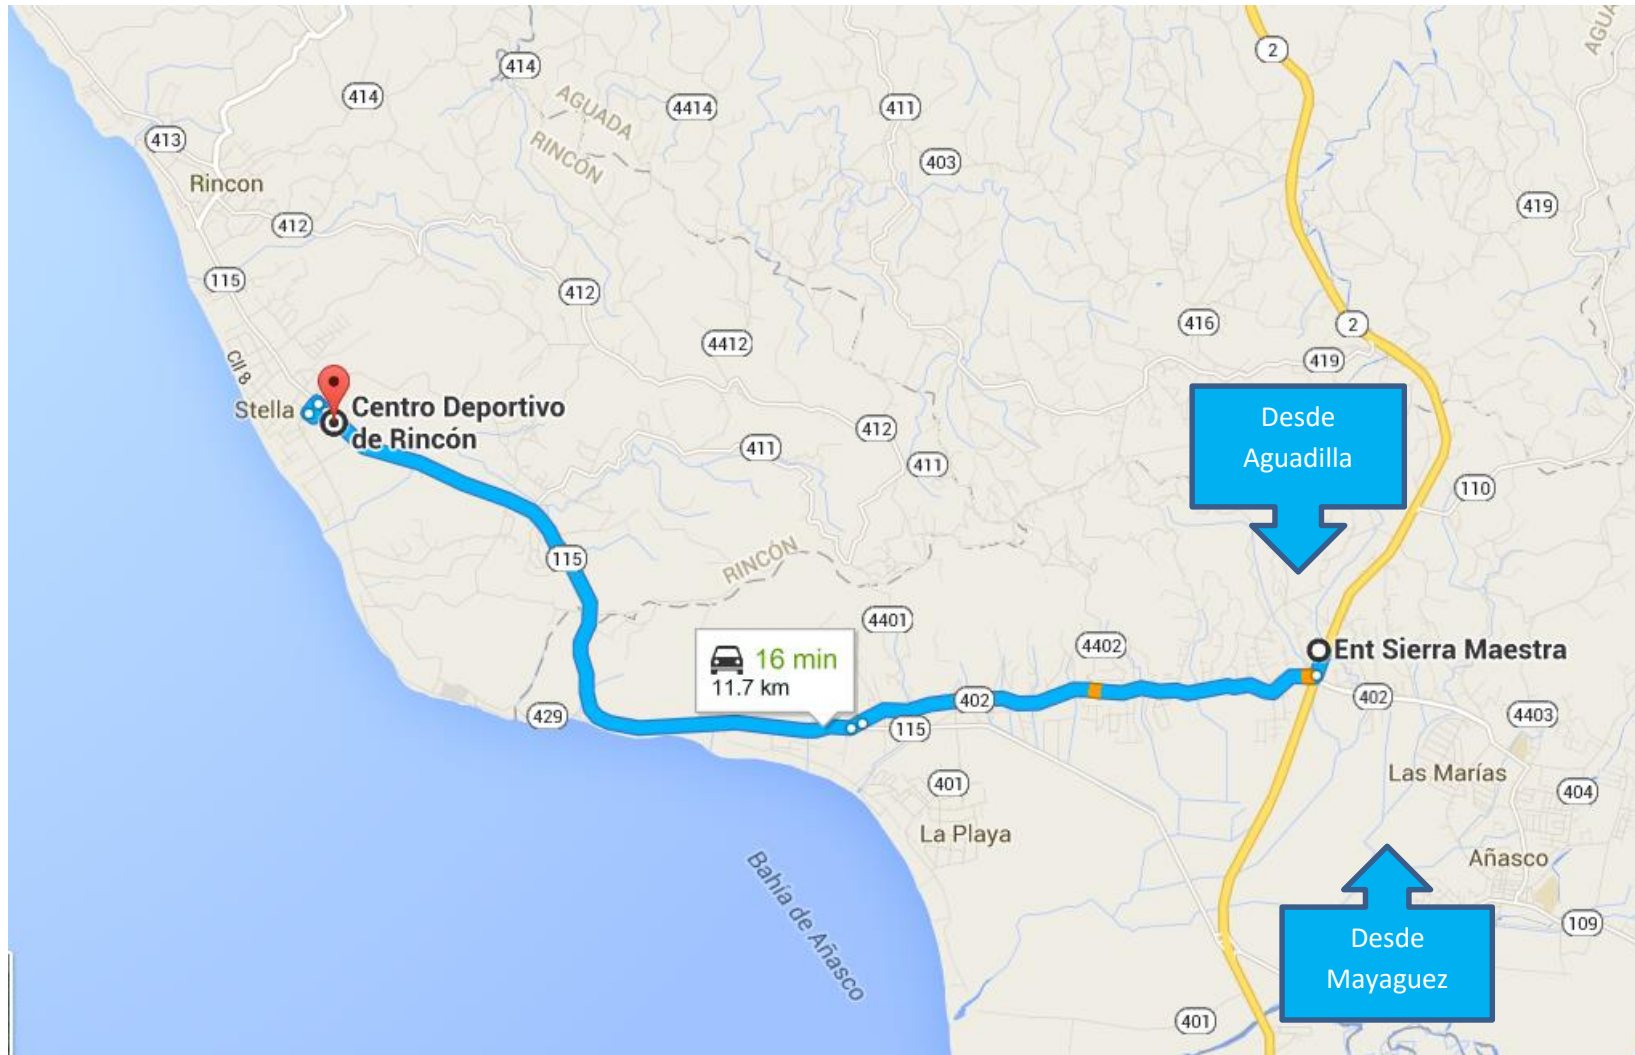 2
AGUA
414
414
AGUADA
4414
411
413
RINCÓN
403
Rincon
419
412
115
412
416
2
4412
419
Cll 8
Stella
Centro Deportivo
de Rincón
Desde
Aguadilla
412
411
411
110
115
RINCÓN
4401
4402
Ent Sierra Maestra
16 min
11.7 km
402
402
429
115
4403
Las Marías
401
404
La Playa
Añasco
Bahía de Añasco
109
Desde
Mayaguez
401